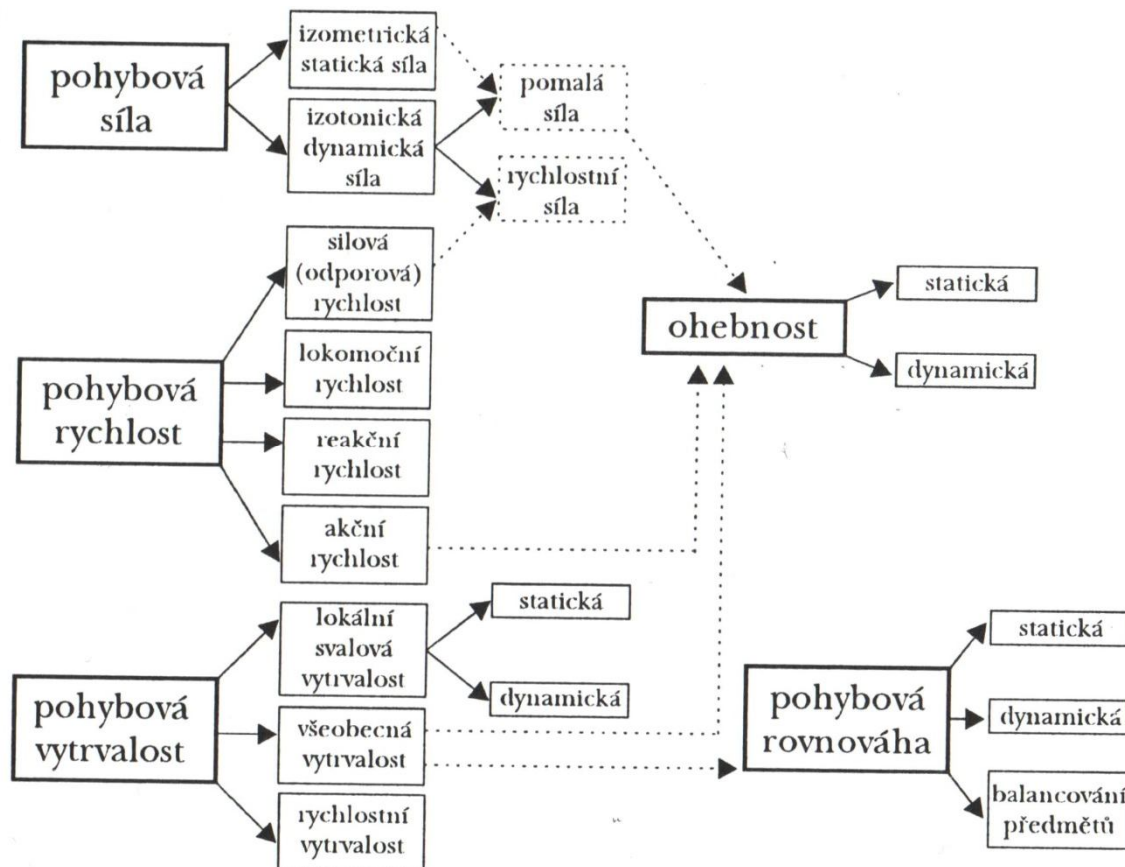 pohybová
síla
izometrická
statická síla
izotonická
dynamická
síla
pomalá
síla
rychlostní
síla
pohybová
rychlost
silová
(odporová)
rychlost
lokomoční
rychlost
reakční
rychlost
akční
rychlost
ohebnost
statická
dynamická
pohybová
vytrvalost
lokální
svalová
vytrvalost
statická
dynamická
všeobecná
vytrvalost
rychlostní
vytrvalost
pohybová
rovnováha
statická
dynamická
balancování
předmětů